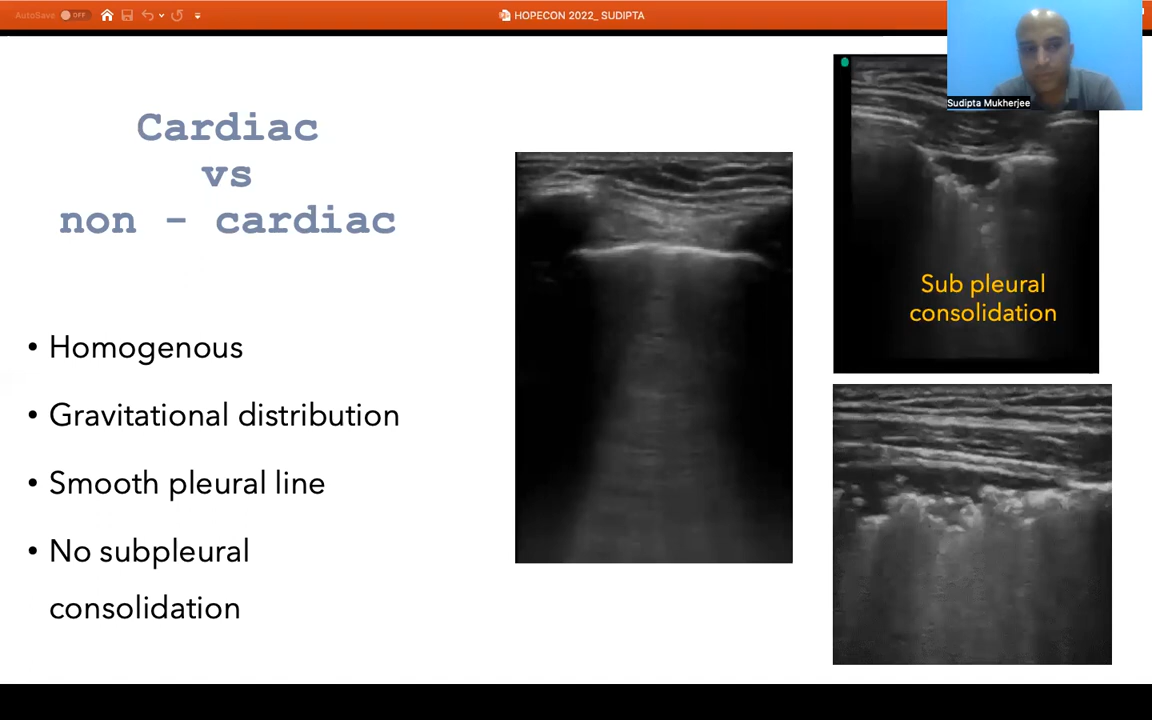 AutoSave OFF
HOPECON 2022_ SUDIPTA
Sudipta Mukherjee
Cardiac
vs
non - cardiac
• Homogenous
• Gravitational distribution
• Smooth pleural line
• No subpleural
consolidation
Sub pleural
consolidation